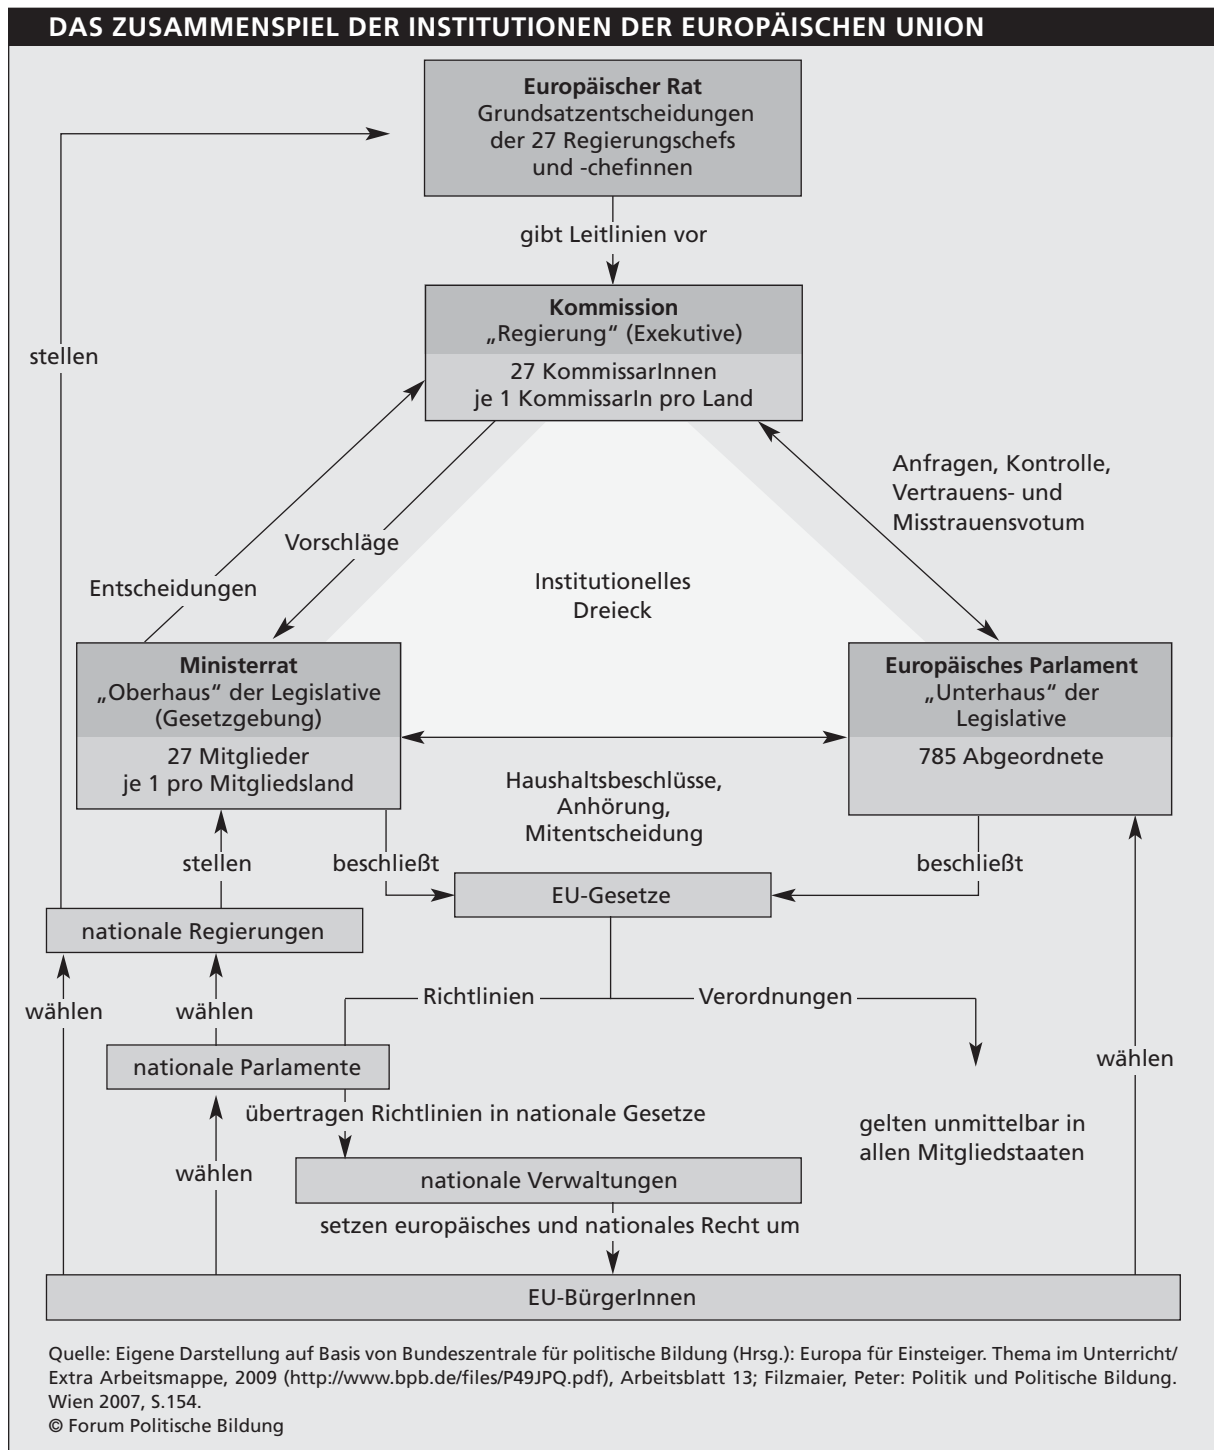 DAS ZUSAMMENSPIEL DER INSTITUTIONEN DER EUROPÄISCHEN UNION
Europäischer Rat
Grundsatzentscheidungen
der 27 Regierungschefs
und -chefinnen
gibt Leitlinien vor
Kommission
„Regierung“ (Exekutive)
27 KommissarInnen
je 1 KommissarIn pro Land
stellen
Anfragen, Kontrolle,
Vertrauens- und
Misstrauensvotum
Vorschläge
Entscheidungen
Institutionelles
Dreieck
Ministerrat
„Oberhaus“ der Legislative
(Gesetzgebung)
27 Mitglieder
je 1 pro Mitgliedsland
Europäisches Parlament
„Unterhaus“ der
Legislative
785 Abgeordnete
Haushaltsbeschlüsse,
Anhörung,
Mitentscheidung
stellen
beschließt
beschließt
EU-Gesetze
nationale Regierungen
Richtlinien
Verordnungen
wählen
wählen
nationale Parlamente
wählen
übertragen Richtlinien in nationale Gesetze
gelten unmittelbar in
allen Mitgliedstaaten
wählen
nationale Verwaltungen
setzen europäisches und nationales Recht um
EU-BürgerInnen
Quelle: Eigene Darstellung auf Basis von Bundeszentrale für politische Bildung (Hrsg.): Europa für Einsteiger. Thema im Unterricht/
Extra Arbeitsmappe, 2009 (http://www.bpb.de/files/P49JPQ.pdf), Arbeitsblatt 13; Filzmaier, Peter: Politik und Politische Bildung.
Wien 2007, S.154.
© Forum Politische Bildung